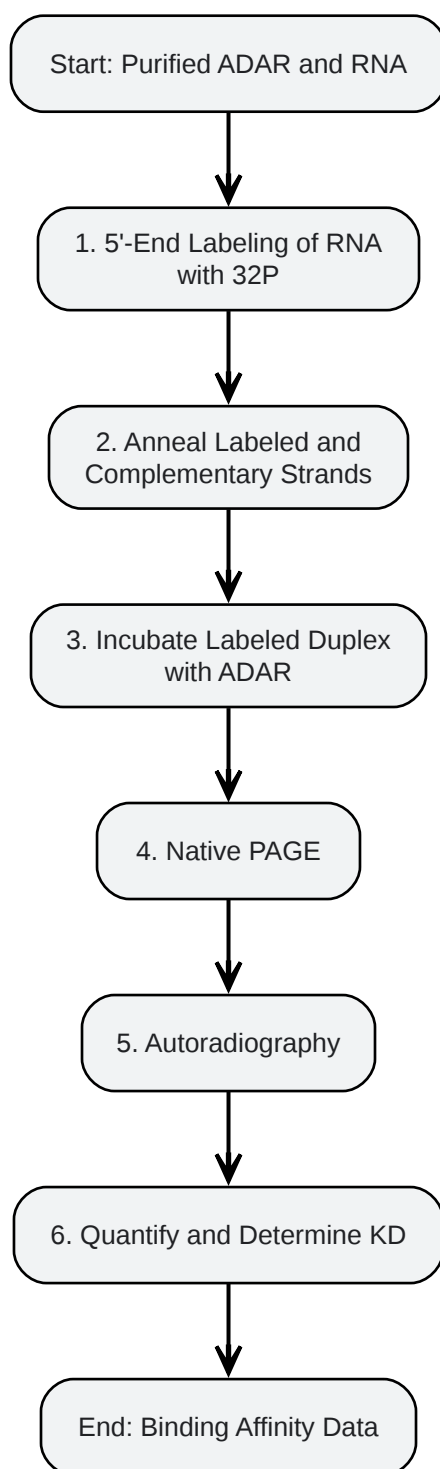 Start: Purified ADAR and RNA
1. 5'-End Labeling of RNA
with 32P
2. Anneal Labeled and
Complementary Strands
3. Incubate Labeled Duplex
with ADAR
4. Native PAGE
5. Autoradiography
6. Quantify and Determine KD
End: Binding Affinity Data